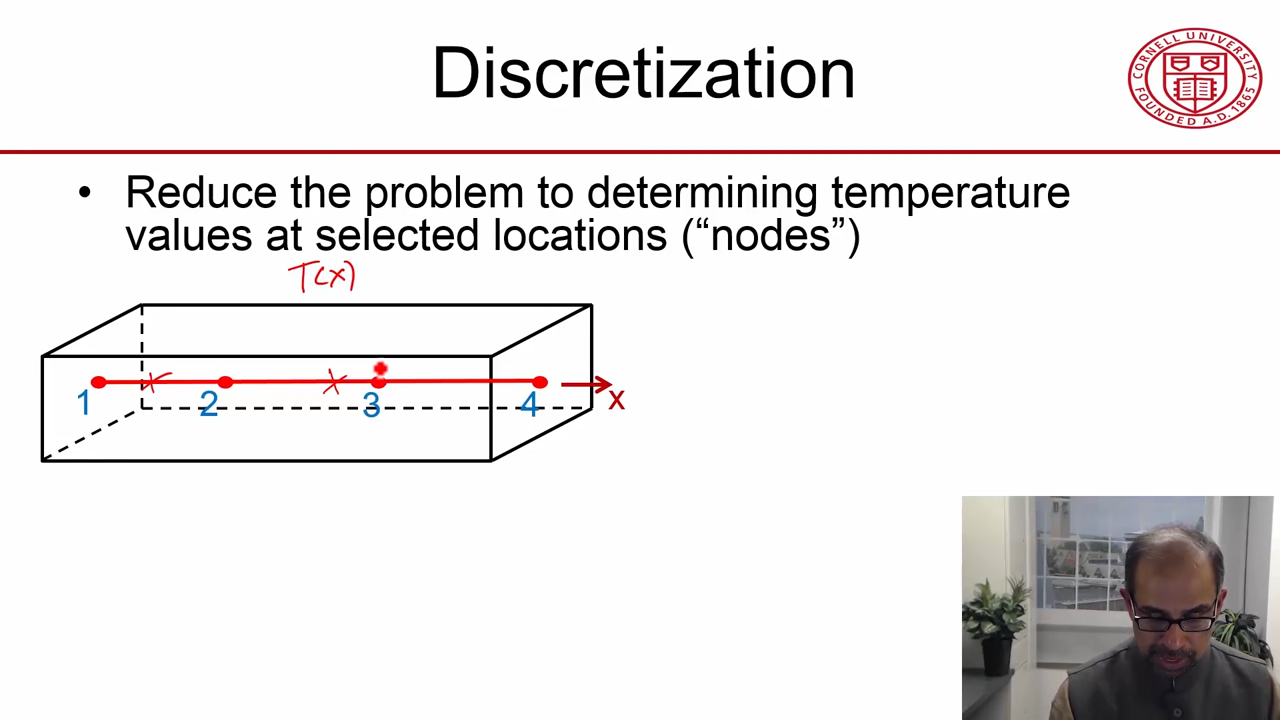 Discretization
CORNELL UNIVERSITY
FOUNDED A.D. 1865
• Reduce the problem to determining temperature
values at selected locations (“nodes”)
T(x)
1 2 3 4 x